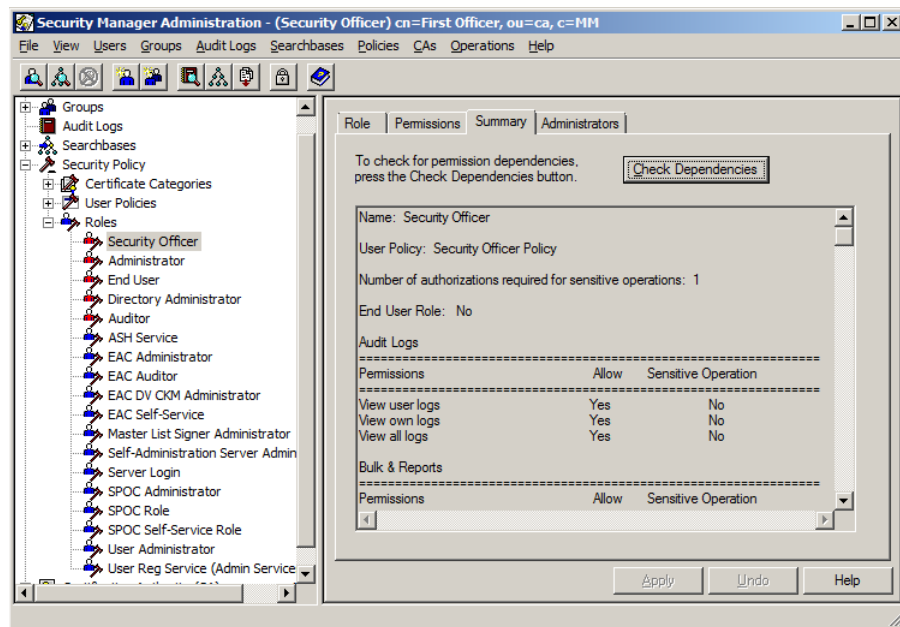 Security Manager Administration - (Security Officer) cn=First Officer, ou=ca, c=MM
File View Users Groups Audit Logs Searchbases Policies CAs Operations Help
Groups
Audit Logs
Searchbases
Security Policy
Certificate Categories
User Policies
Roles
Security Officer
Administrator
End User
Directory Administrator
Auditor
ASH Service
EAC Administrator
EAC Auditor
EAC DV CKM Administrator
EAC Self-Service
Master List Signer Administrator
Self-Administration Server Admin
Server Login
SPOC Administrator
SPOC Role
SPOC Self-Service Role
User Administrator
User Reg Service (Admin Service
Role Permissions Summary Administrators
To check for permission dependencies,
press the Check Dependencies button.
Check Dependencies
Name: Security Officer
User Policy: Security Officer Policy
Number of authorizations required for sensitive operations: 1
End User Role: No
Audit Logs
Permissions Allow Sensitive Operation
View user logs Yes No
View own logs Yes No
View all logs Yes No
Bulk & Reports
Permissions Allow Sensitive Operation
Apply Undo Help